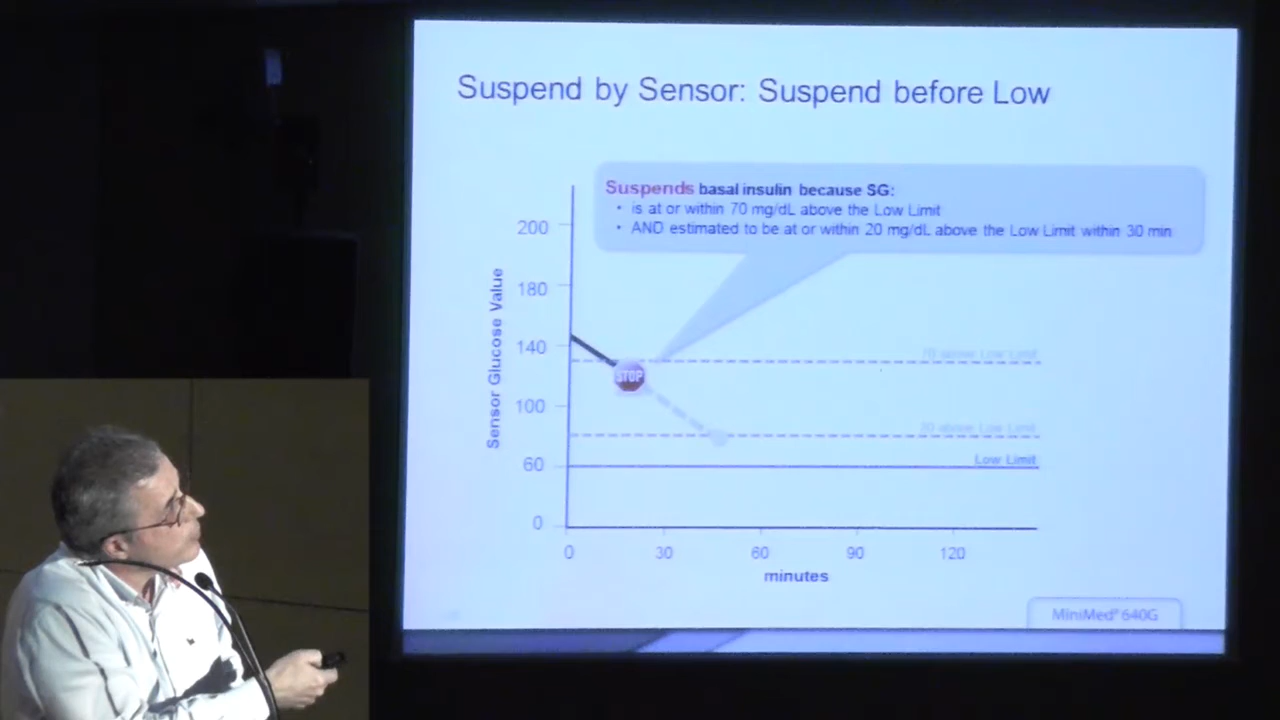 Suspend by Sensor: Suspend before Low
Suspends basal insulin because SG:
• is at or within 70 mg/dL above the Low Limit
• AND estimated to be at or within 20 mg/dL above the Low Limit within 30 min
Sensor Glucose Value
200
180
140
100
60
0
70 above Low Limit
STOP
20 above Low Limit
Low Limit
0 30 60 90 120
minutes
MiniMed® 640G